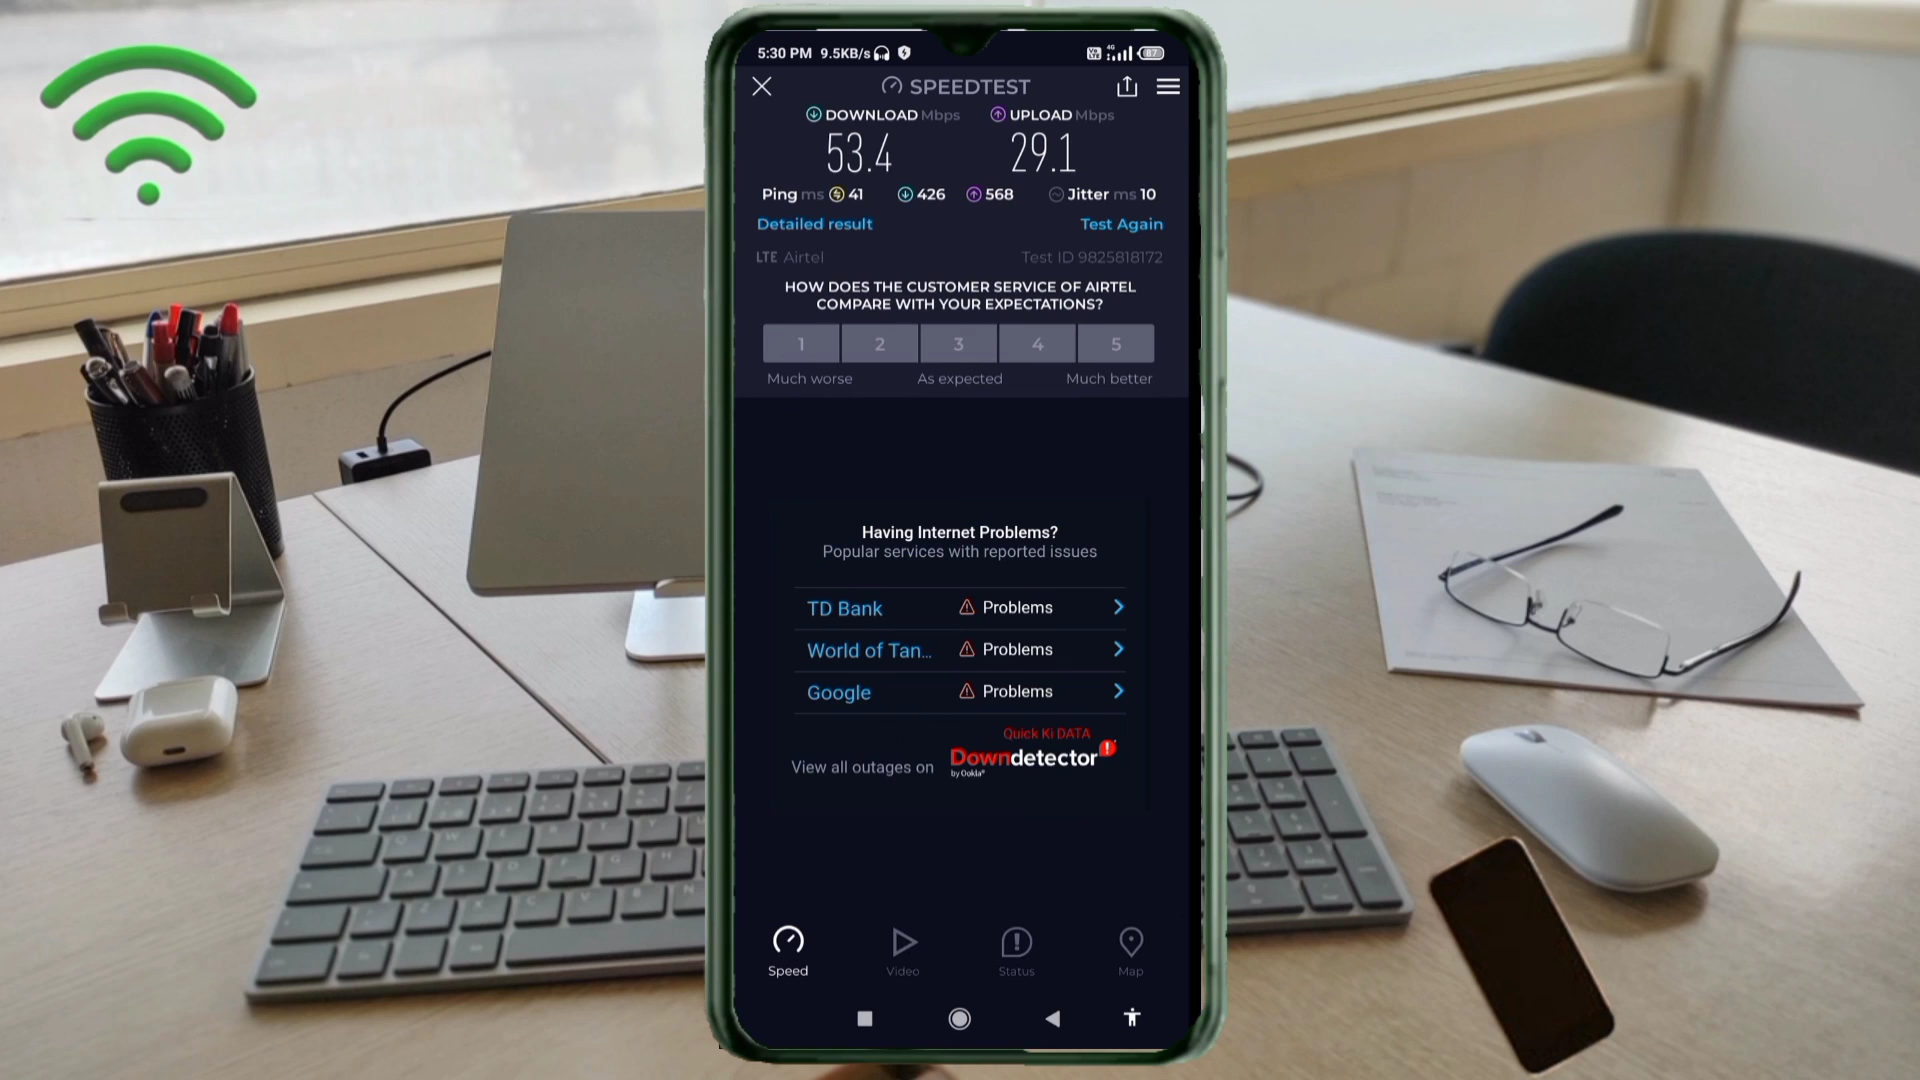 5:30 PM 9.5KB/s 4G 87
SPEEDTEST
DOWNLOAD Mbps UPLOAD Mbps
53.4 29.1
Ping ms 41 426 568 Jitter ms 10
Detailed result Test Again
LTE Airtel Test ID 9825818172
HOW DOES THE CUSTOMER SERVICE OF AIRTEL
COMPARE WITH YOUR EXPECTATIONS?
1 2 3 4 5
Much worse As expected Much better
Having Internet Problems?
Popular services with reported issues
TD Bank Problems
World of Tan... Problems
Google Problems
Quick Ki DATA
View all outages on Downdetector
by Ookla
Speed Video Status Map